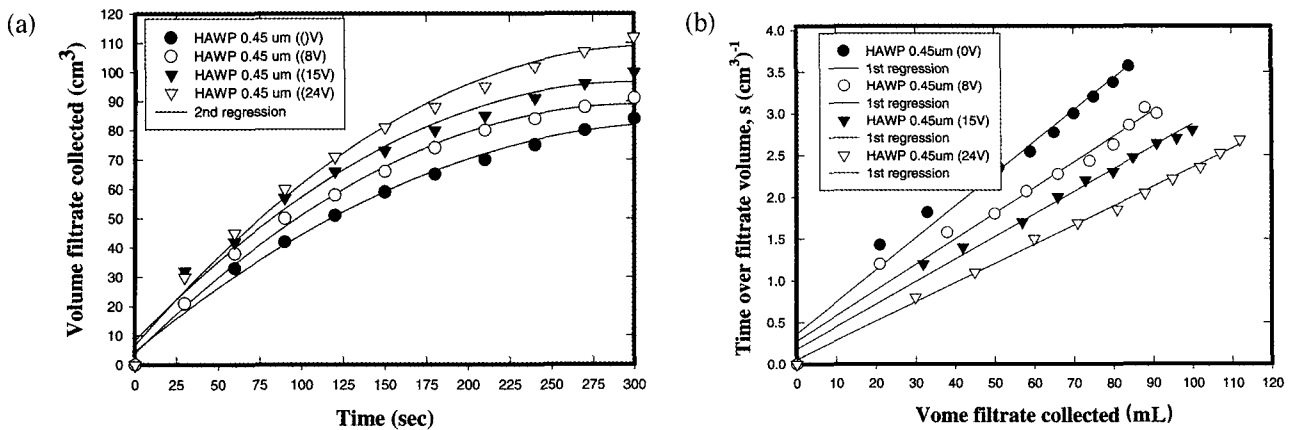 (a)
Volume filtrate collected (cm³)
120
110
100
90
80
70
60
50
40
30
20
10
0
HAWP 0.45 um (()V)
HAWP 0.45 um ((8V)
HAWP 0.45 um ((15V)
HAWP 0.45 um ((24V)
2nd regression
0 25 50 75 100 125 150 175 200 225 250 275 300
Time (sec)
(b)
Time over filtrate volume, s (cm³)⁻¹
4.0
3.5
3.0
2.5
2.0
1.5
1.0
0.5
0.0
HAWP 0.45um (0V)
1st regression
HAWP 0.45um (8V)
1st regression
HAWP 0.45um (15V)
1st regression
HAWP 0.45um (24V)
1st regression
0 10 20 30 40 50 60 70 80 90 100 110 120
Vome filtrate collected (mL)